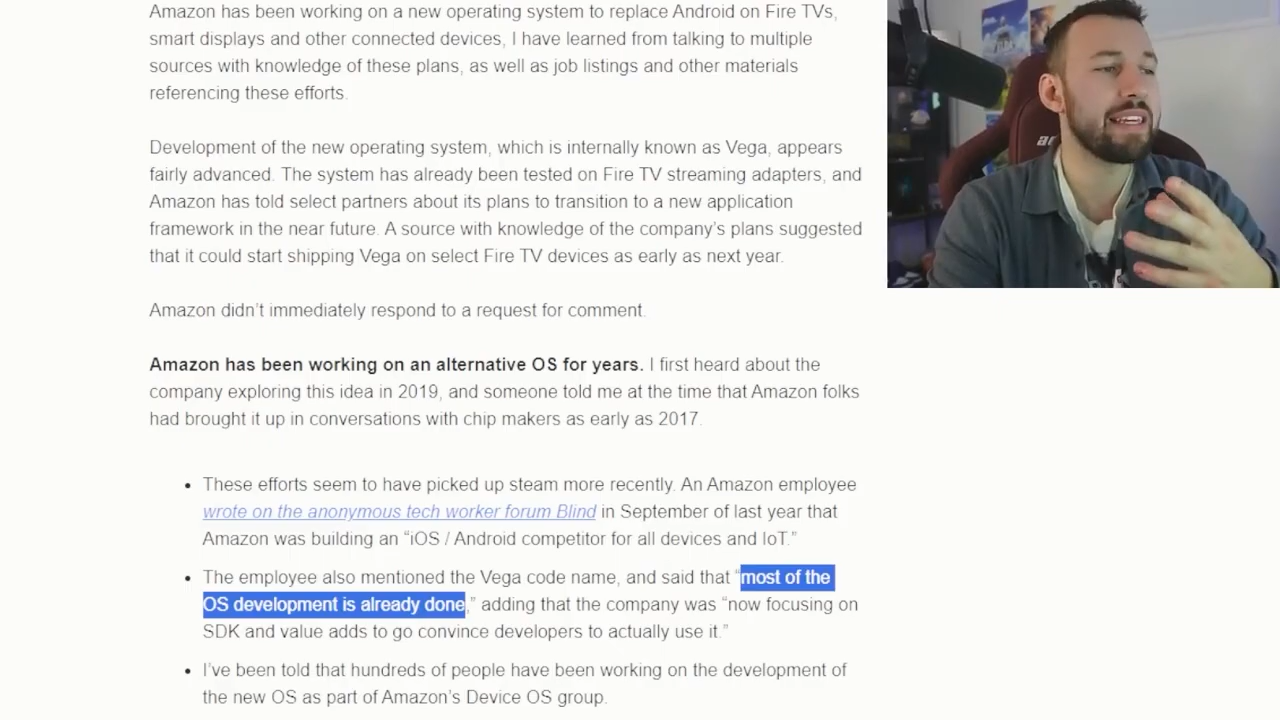 Amazon has been working on a new operating system to replace Android on Fire TVs,
smart displays and other connected devices, I have learned from talking to multiple
sources with knowledge of these plans, as well as job listings and other materials
referencing these efforts.
Development of the new operating system, which is internally known as Vega, appears
fairly advanced. The system has already been tested on Fire TV streaming adapters, and
Amazon has told select partners about its plans to transition to a new application
framework in the near future. A source with knowledge of the company’s plans suggested
that it could start shipping Vega on select Fire TV devices as early as next year.
Amazon didn’t immediately respond to a request for comment.
Amazon has been working on an alternative OS for years. I first heard about the
company exploring this idea in 2019, and someone told me at the time that Amazon folks
had brought it up in conversations with chip makers as early as 2017.
• These efforts seem to have picked up steam more recently. An Amazon employee
wrote on the anonymous tech worker forum Blind in September of last year that
Amazon was building an “iOS / Android competitor for all devices and IoT.”
• The employee also mentioned the Vega code name, and said that “most of the
OS development is already done,” adding that the company was “now focusing on
SDK and value adds to go convince developers to actually use it.”
• I’ve been told that hundreds of people have been working on the development of
the new OS as part of Amazon’s Device OS group.